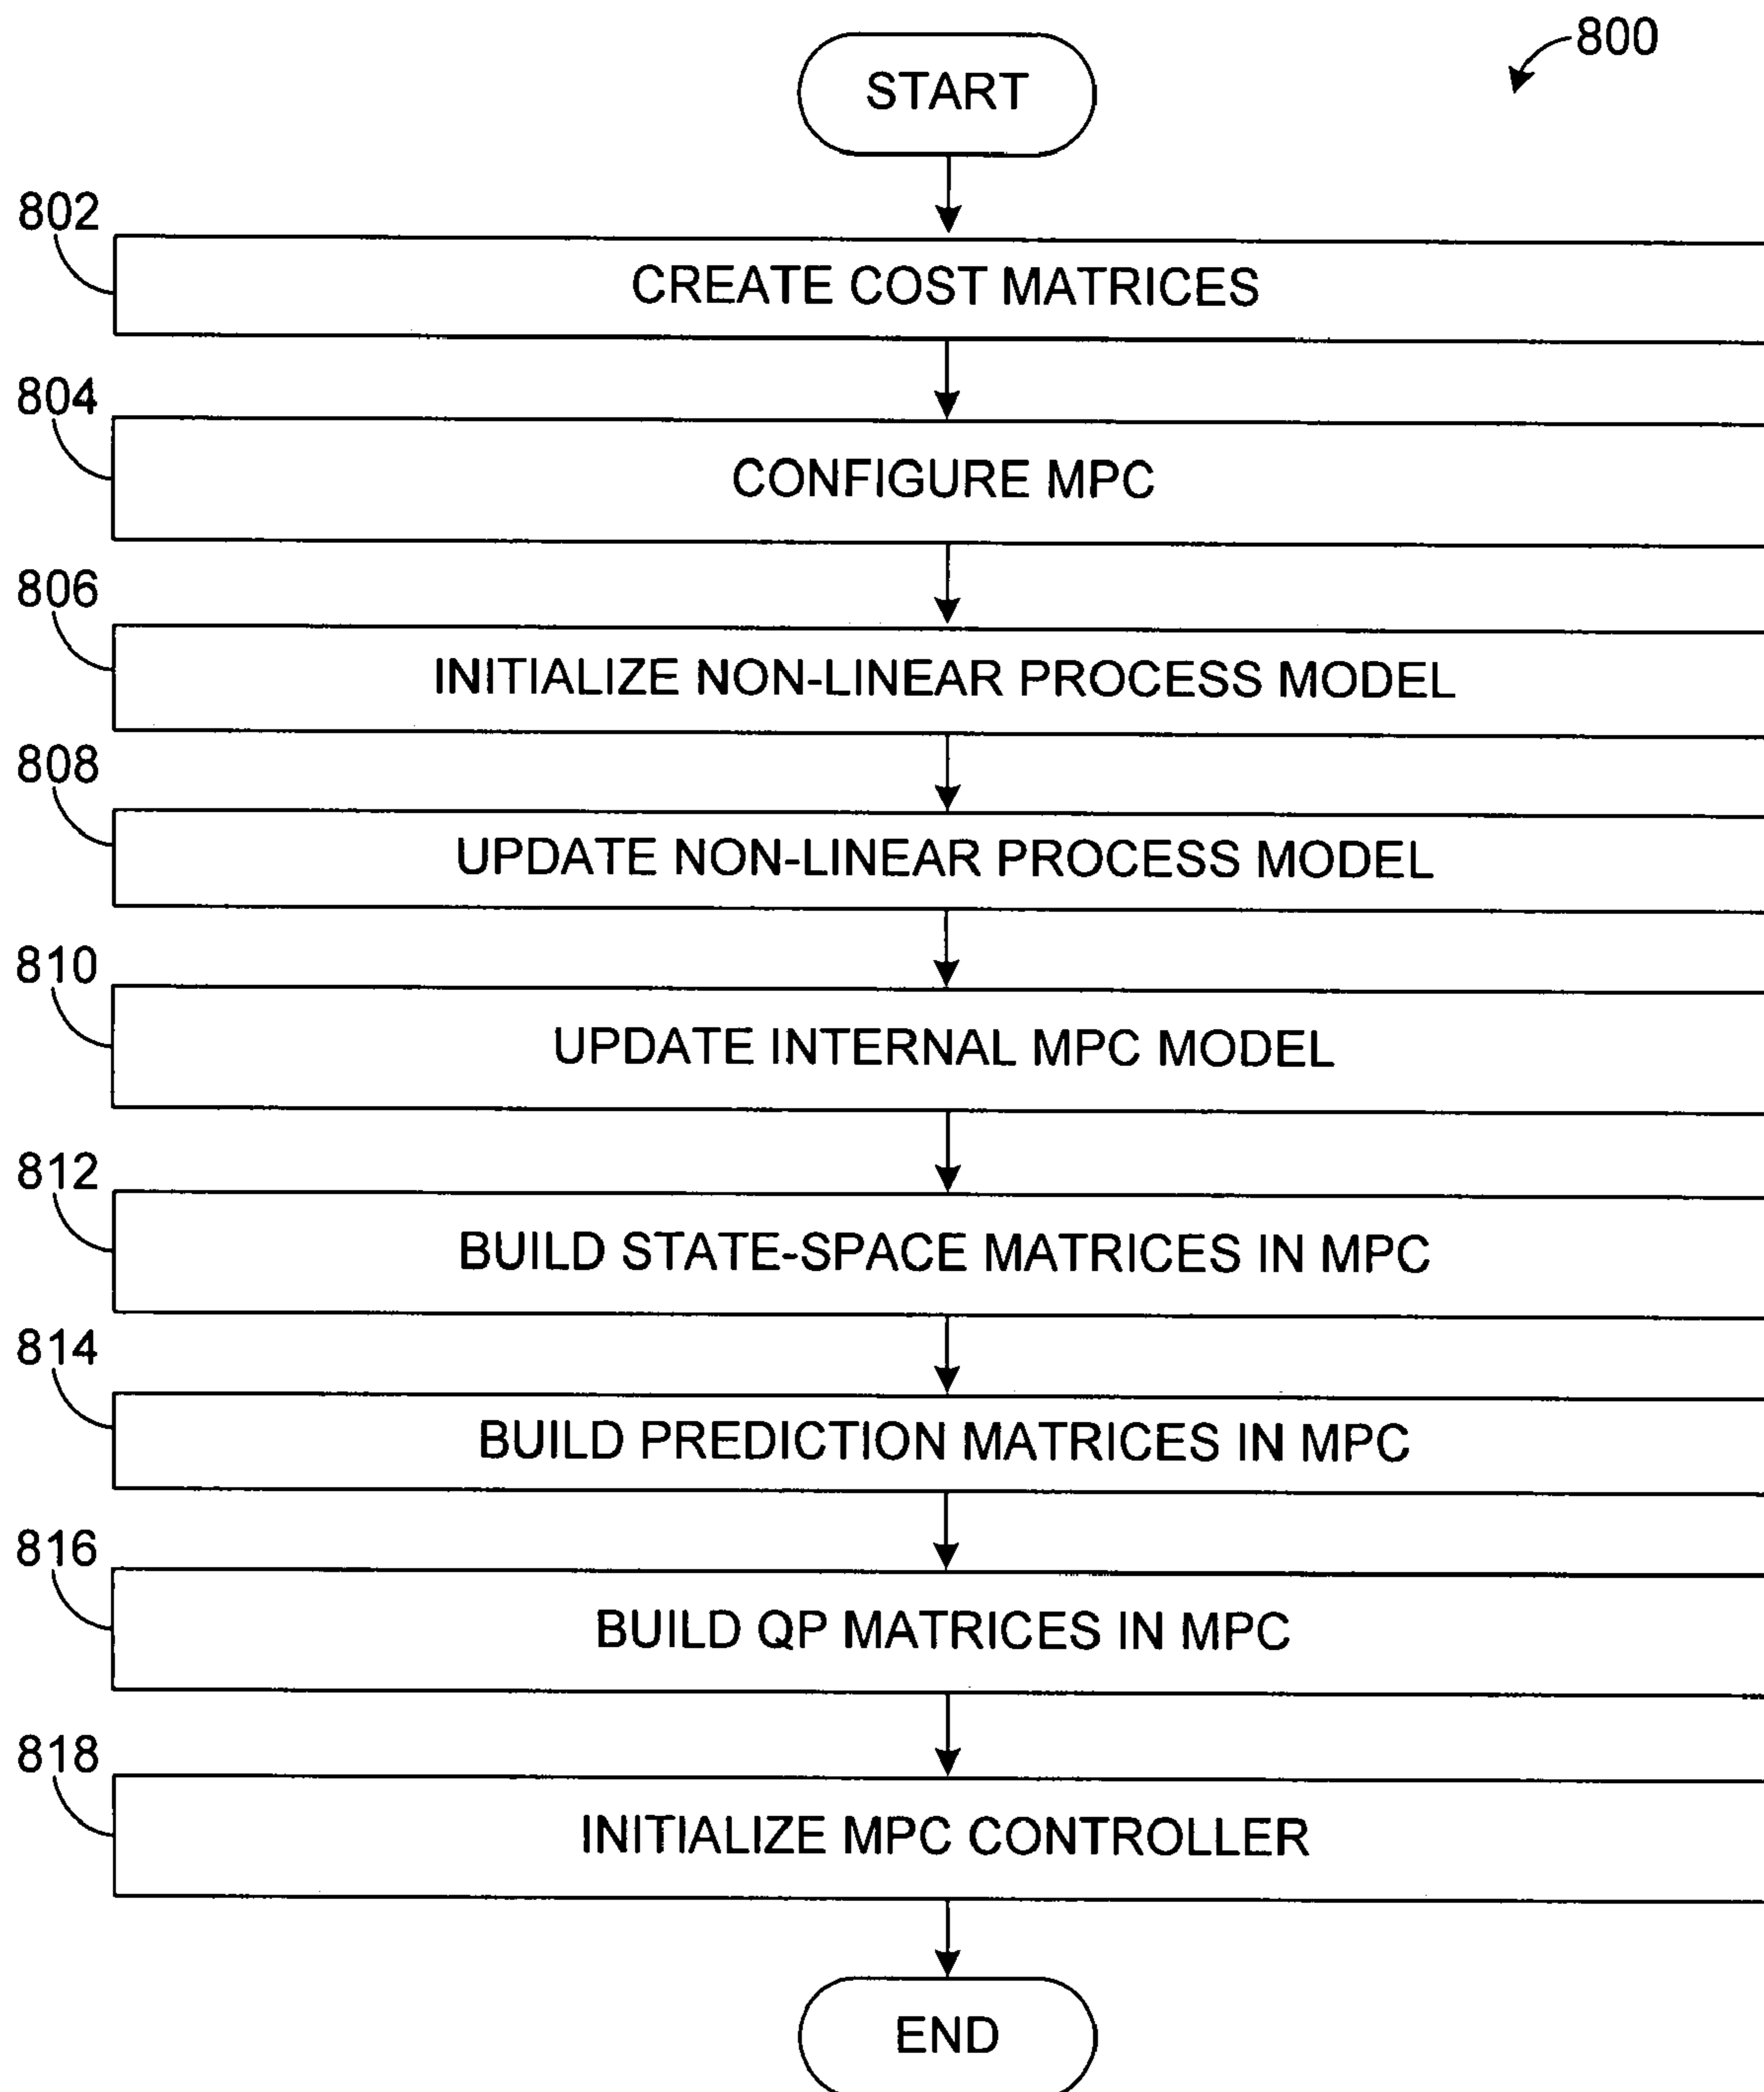 800
START
802
CREATE COST MATRICES
804
CONFIGURE MPC
806
INITIALIZE NON-LINEAR PROCESS MODEL
808
UPDATE NON-LINEAR PROCESS MODEL
810
UPDATE INTERNAL MPC MODEL
812
BUILD STATE-SPACE MATRICES IN MPC
814
BUILD PREDICTION MATRICES IN MPC
816
BUILD QP MATRICES IN MPC
818
INITIALIZE MPC CONTROLLER
END